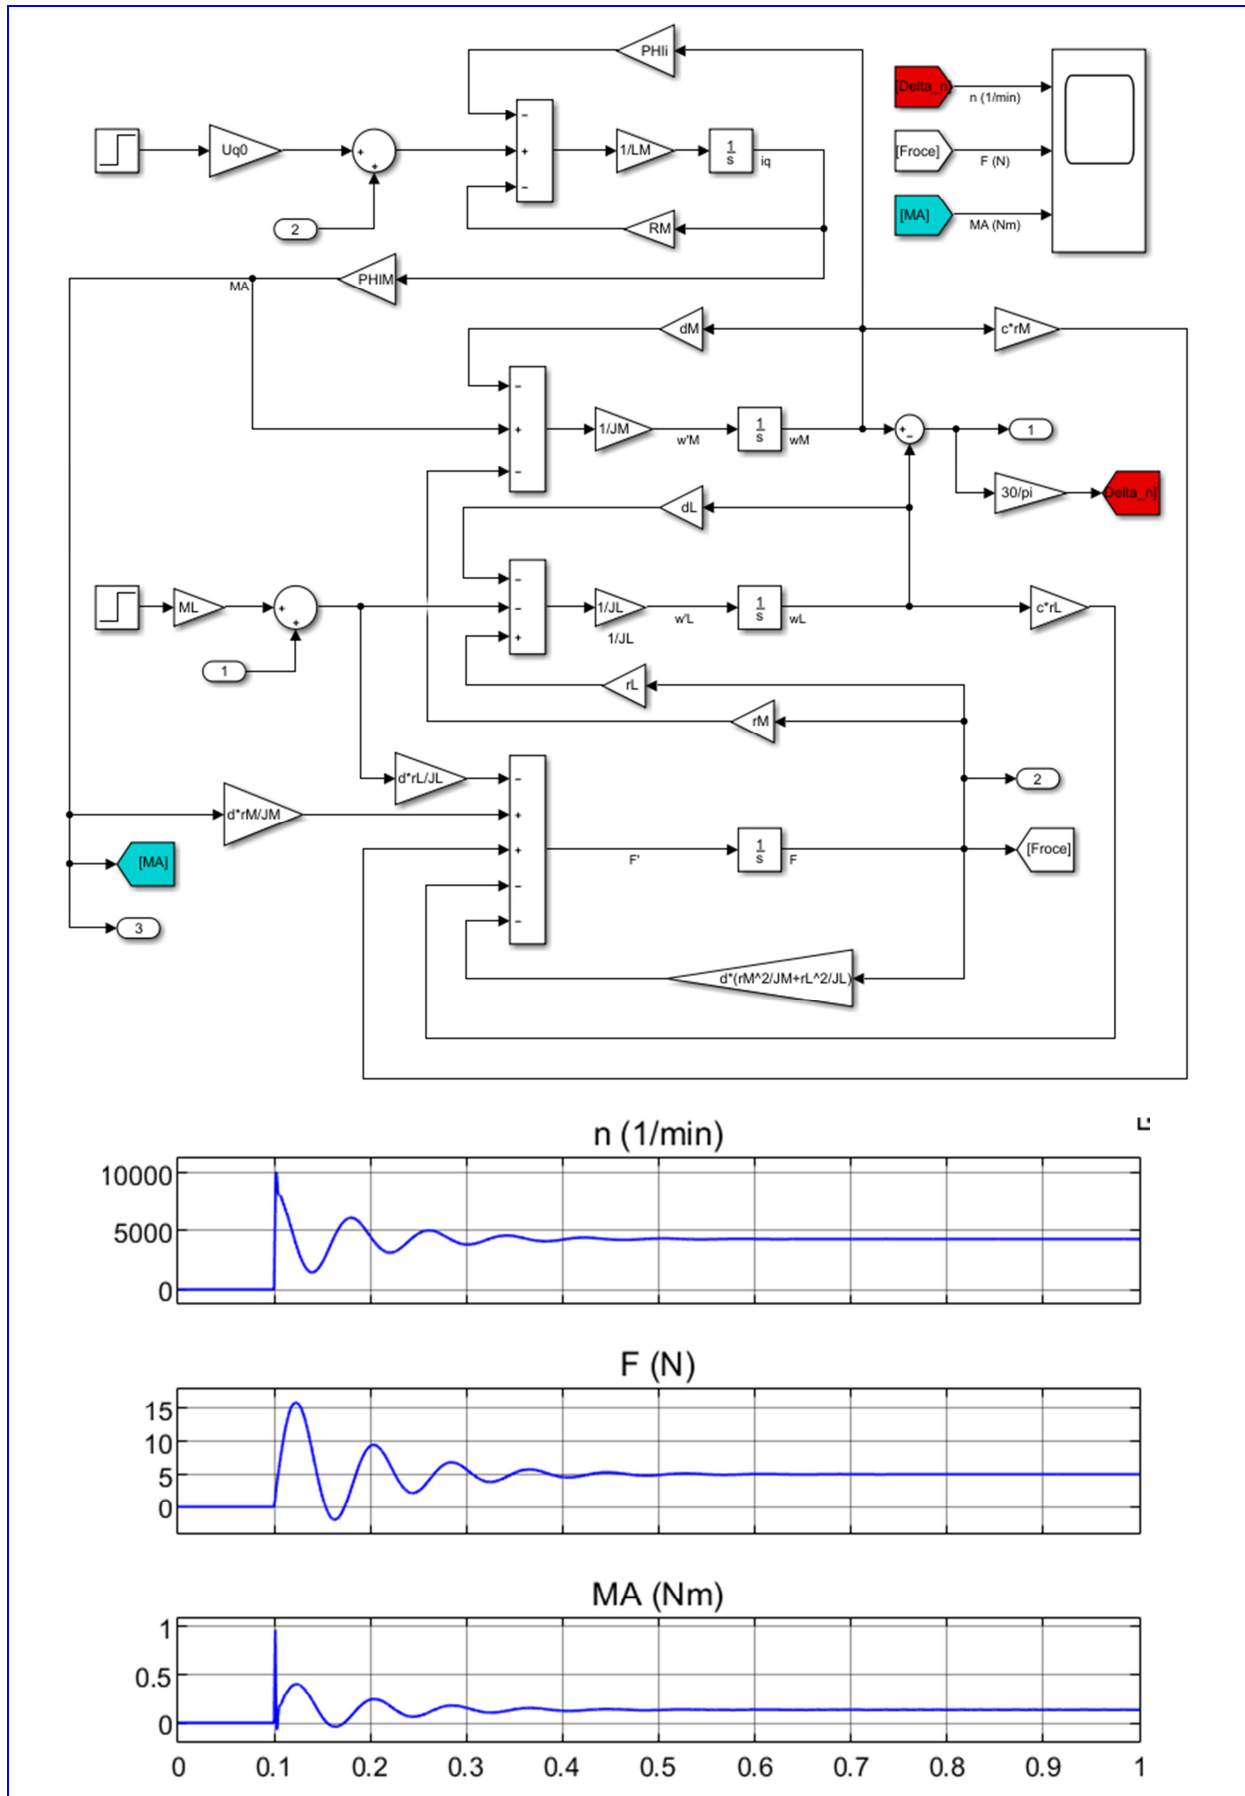 PHIi
[Delta_n]
n (1/min)
Uq0
+
+
−
+
−
1/LM
1
s
iq
[Froce]
F (N)
2
RM
[MA]
MA (Nm)
MA
PHIM
dM
c*rM
−
+
−
1/JM
w'M
1
s
wM
+
−
1
30/pi
Delta_n]
dL
ML
+
+
−
−
+
1/JL
1/JL
w'L
1
s
wL
c*rL
1
rL
rM
d*rL/JL
−
2
d*rM/JM
+
+
F'
1
s
F
[Froce]
[MA]
−
−
3
d*(rM^2/JM+rL^2/JL)
n (1/min)
10000
5000
0
F (N)
15
10
5
0
MA (Nm)
1
0.5
0
0 0.1 0.2 0.3 0.4 0.5 0.6 0.7 0.8 0.9 1